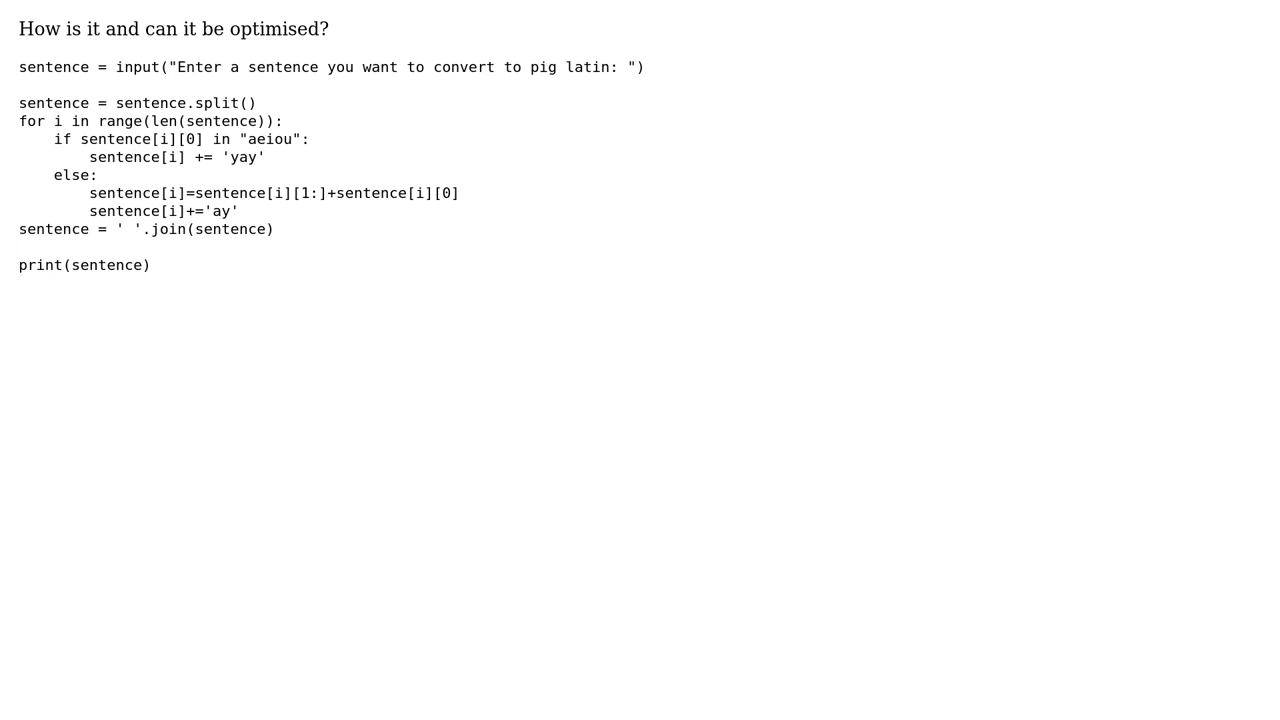 How is it and can it be optimised?
sentence = input("Enter a sentence you want to convert to pig latin: ")
sentence = sentence.split()
for i in range(len(sentence)):
    if sentence[i][0] in "aeiou":
        sentence[i] += 'yay'
    else:
        sentence[i]=sentence[i][1:]+sentence[i][0]
        sentence[i]+='ay'
sentence = ' '.join(sentence)
print(sentence)